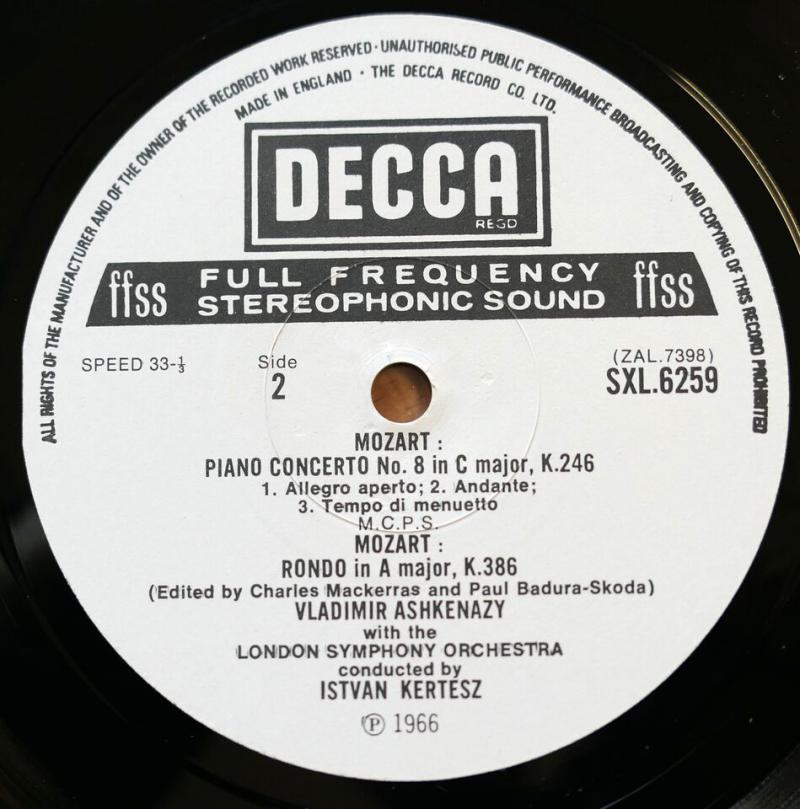 ALL RIGHTS OF THE MANUFACTURER AND OF THE OWNER OF THE RECORDED WORK RESERVED · UNAUTHORISED PUBLIC PERFORMANCE BROADCASTING AND COPYING OF THIS RECORD PROHIBITED
MADE IN ENGLAND · THE DECCA RECORD CO. LTD.
DECCA
REGD
ffss FULL FREQUENCY STEREOPHONIC SOUND ffss
SPEED 33-⅓
Side
2
(ZAL.7398)
SXL.6259
MOZART :
PIANO CONCERTO No. 8 in C major, K.246
1. Allegro aperto; 2. Andante;
3. Tempo di menuetto
M.C.P.S.
MOZART :
RONDO in A major, K.386
(Edited by Charles Mackerras and Paul Badura-Skoda)
VLADIMIR ASHKENAZY
with the
LONDON SYMPHONY ORCHESTRA
conducted by
ISTVAN KERTESZ
Ⓟ 1966